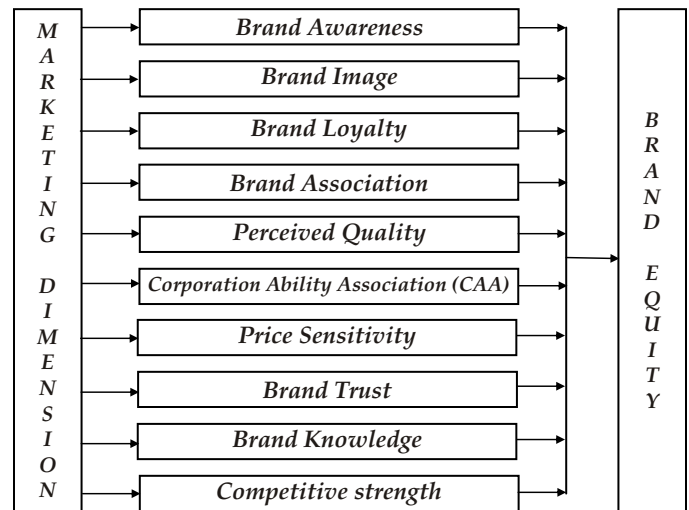 MARKETING DIMENSION
Brand Awareness
Brand Image
Brand Loyalty
Brand Association
Perceived Quality
Corporation Ability Association (CAA)
Price Sensitivity
Brand Trust
Brand Knowledge
Competitive strength
BRAND EQUITY